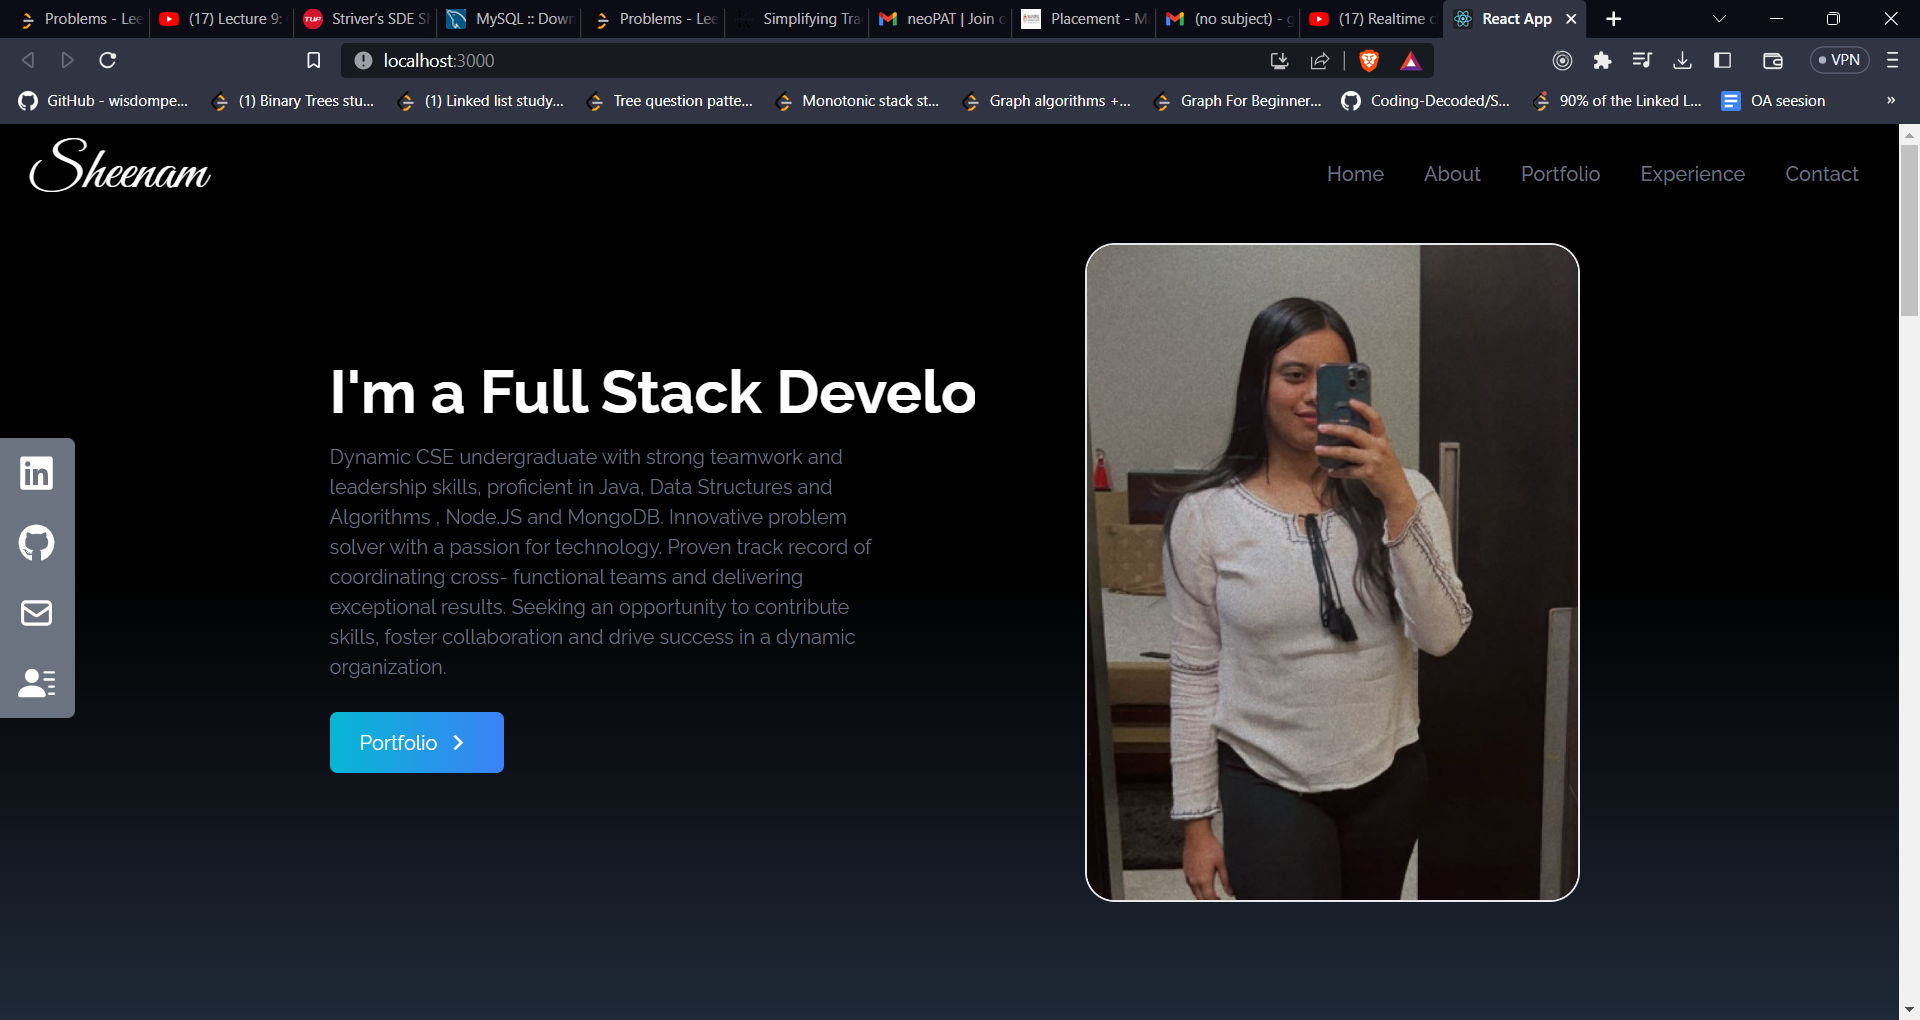 Problems - Lee
(17) Lecture 9:
TUF
Striver's SDE Sh
MySQL :: Down
Problems - Lee
Simplifying Tra
neoPAT | Join o
Placement - M
(no subject) - g
(17) Realtime c
React App
localhost:3000
VPN
GitHub - wisdompe...
(1) Binary Trees stu...
(1) Linked list study...
Tree question patte...
Monotonic stack st...
Graph algorithms +...
Graph For Beginner...
Coding-Decoded/S...
90% of the Linked L...
OA seesion
»
Sheenam
Home
About
Portfolio
Experience
Contact
I'm a Full Stack Develo
Dynamic CSE undergraduate with strong teamwork and
leadership skills, proficient in Java, Data Structures and
Algorithms , Node.JS and MongoDB. Innovative problem
solver with a passion for technology. Proven track record of
coordinating cross- functional teams and delivering
exceptional results. Seeking an opportunity to contribute
skills, foster collaboration and drive success in a dynamic
organization.
in
Portfolio